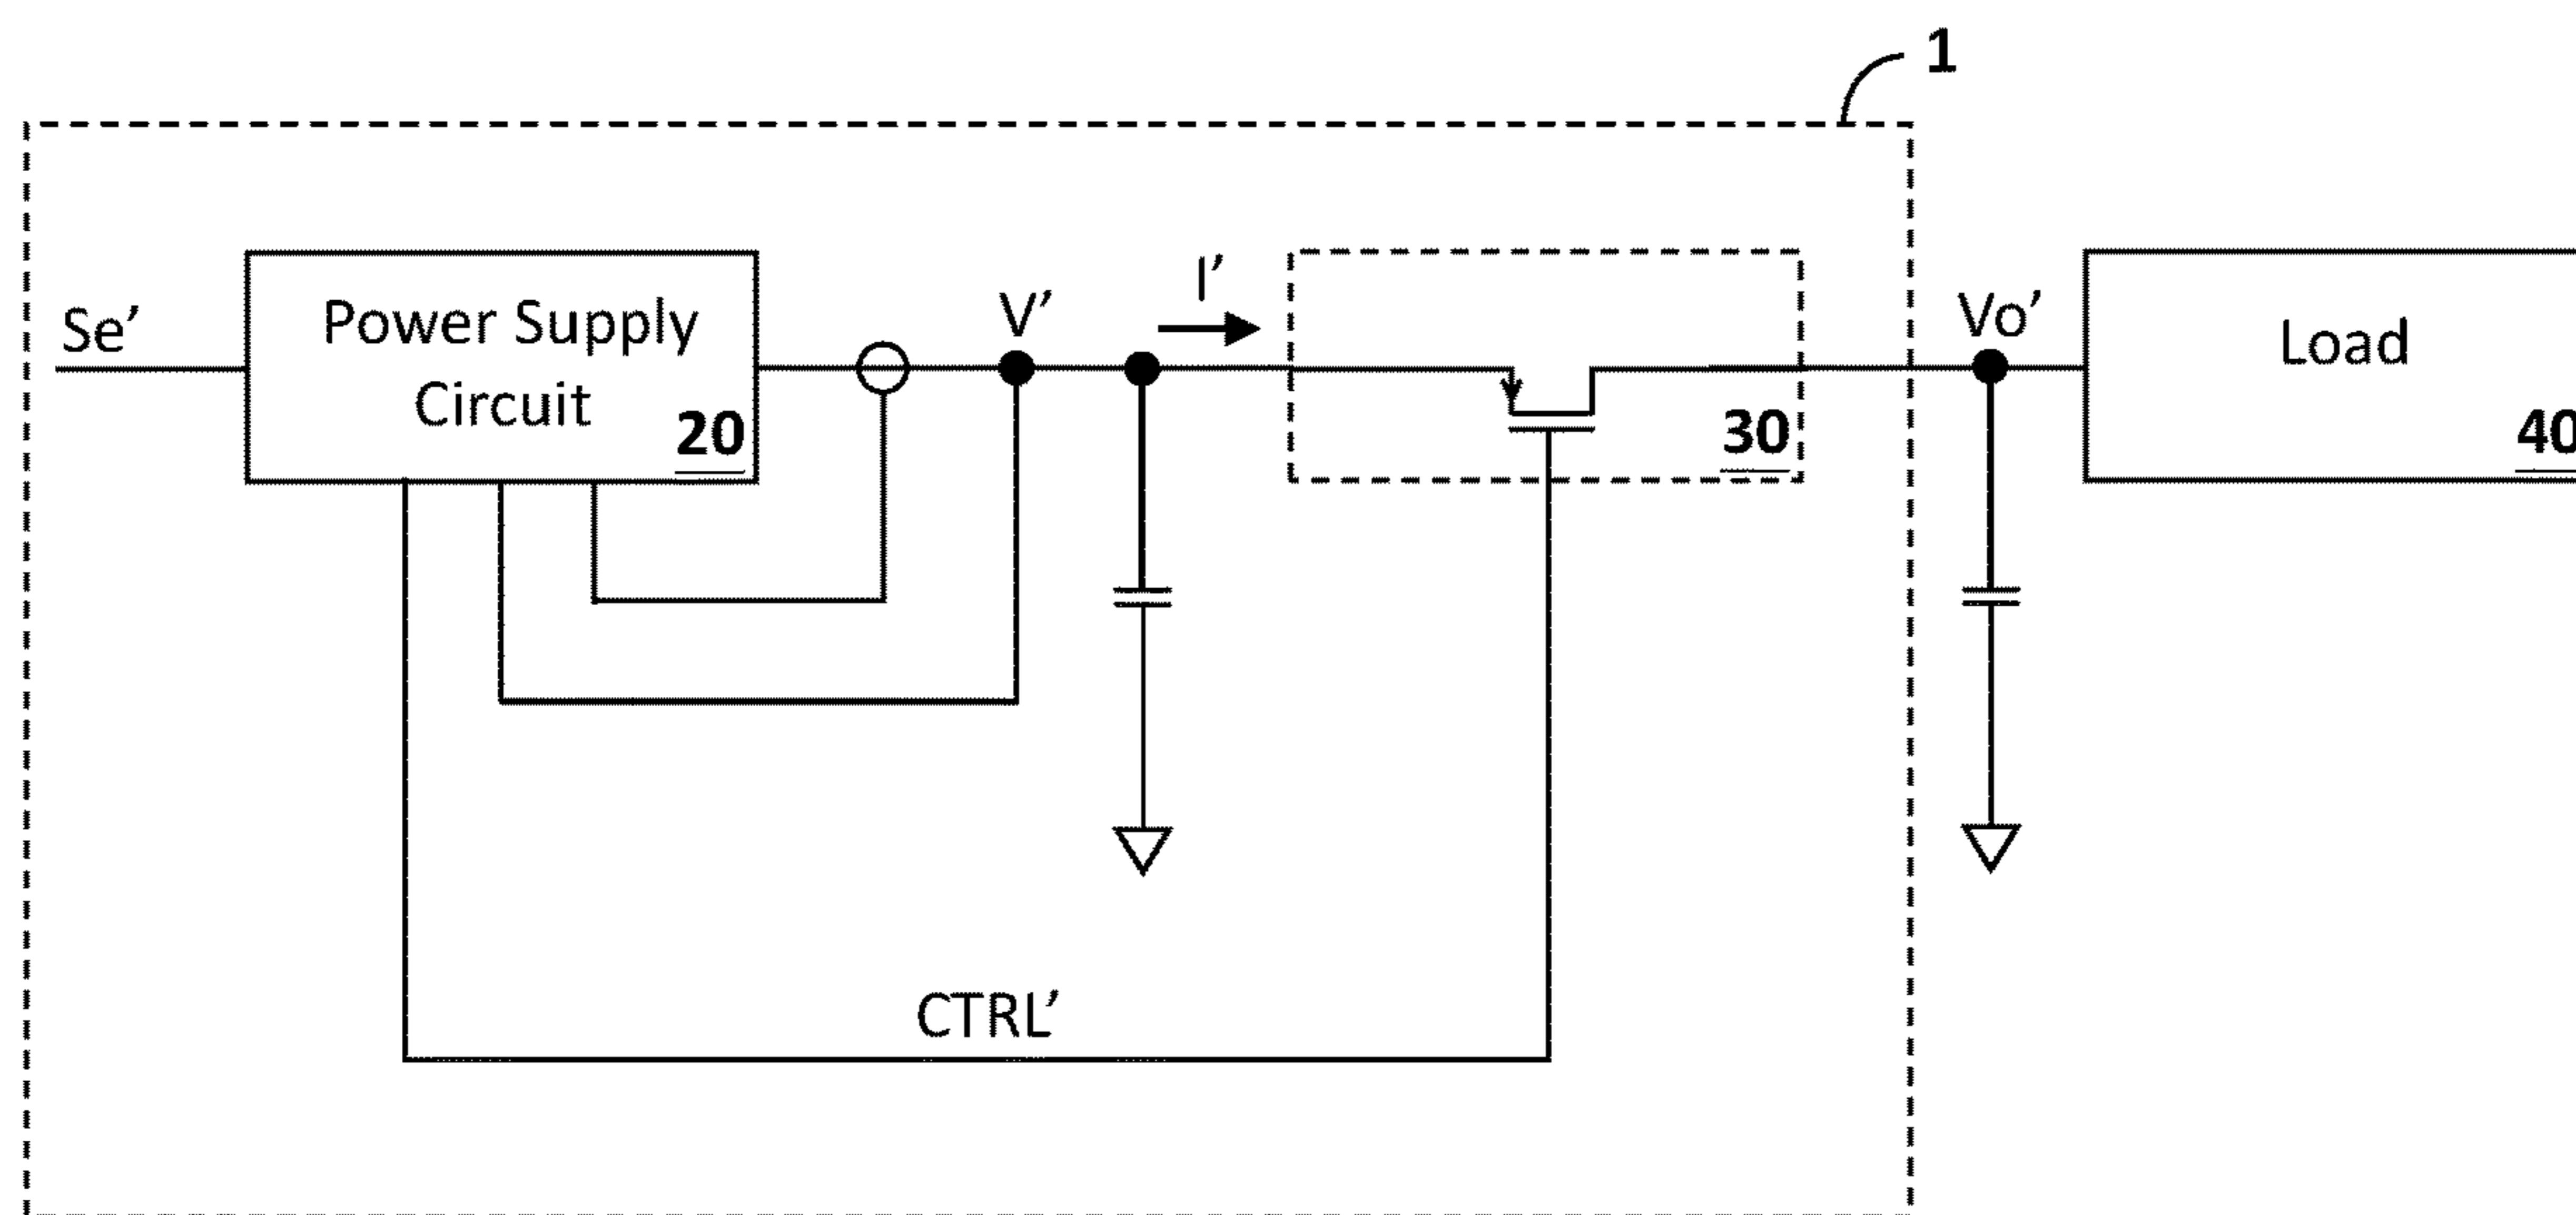 1
Se’
Power Supply
Circuit
20
V’
I’
30
Vo’
Load
40
CTRL’